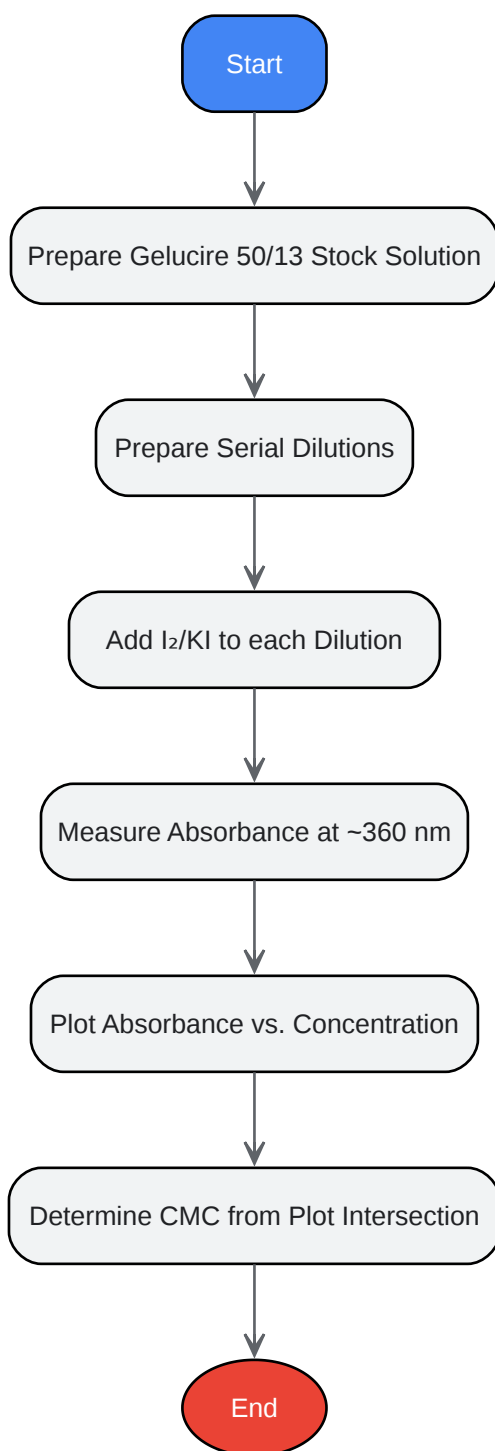 Start
Prepare Gelucire 50/13 Stock Solution
Prepare Serial Dilutions
Add I₂/KI to each Dilution
Measure Absorbance at ~360 nm
Plot Absorbance vs. Concentration
Determine CMC from Plot Intersection
End